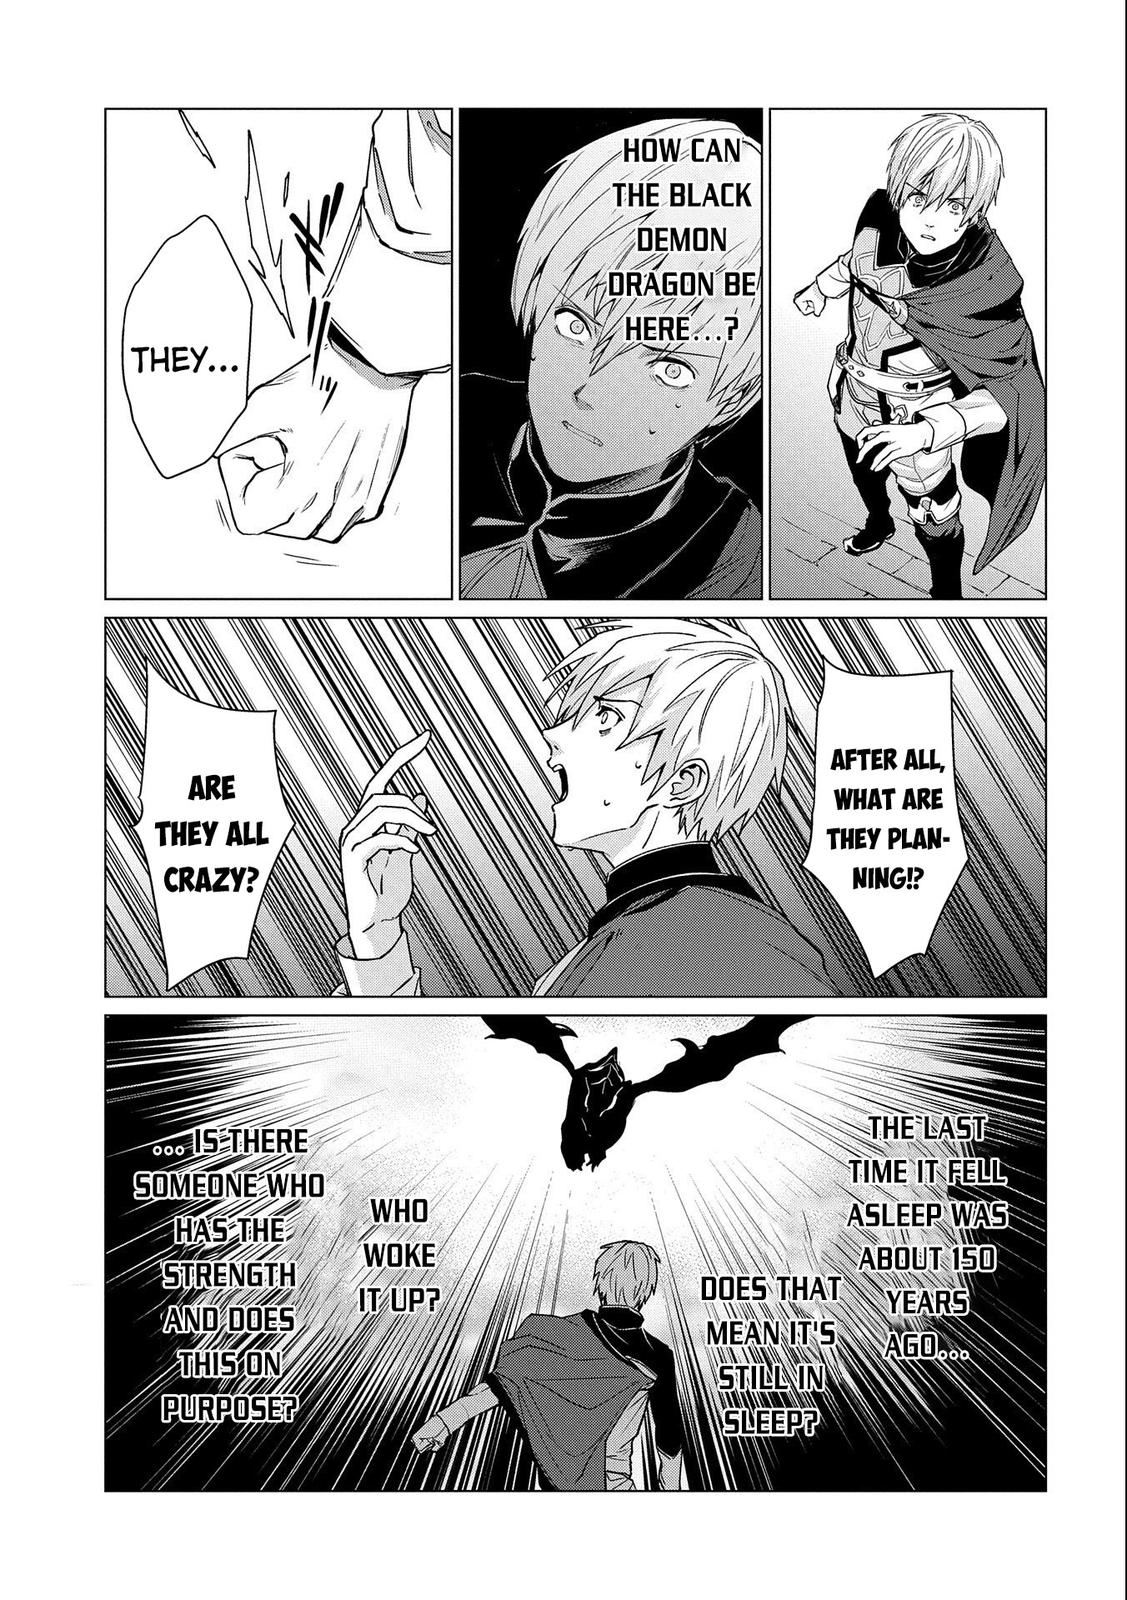 HOW CAN
THE BLACK
DEMON
DRAGON BE
HERE...?
THEY...
AFTER ALL,
WHAT ARE
THEY PLAN-
NING!?
ARE
THEY ALL
CRAZY?
THE LAST
TIME IT FELL
ASLEEP WAS
ABOUT 150
YEARS
AGO...
DOES THAT
MEAN IT'S
STILL IN
SLEEP?
WHO
WOKE
IT UP?
... IS THERE
SOMEONE WHO
HAS THE
STRENGTH
AND DOES
THIS ON
PURPOSE?